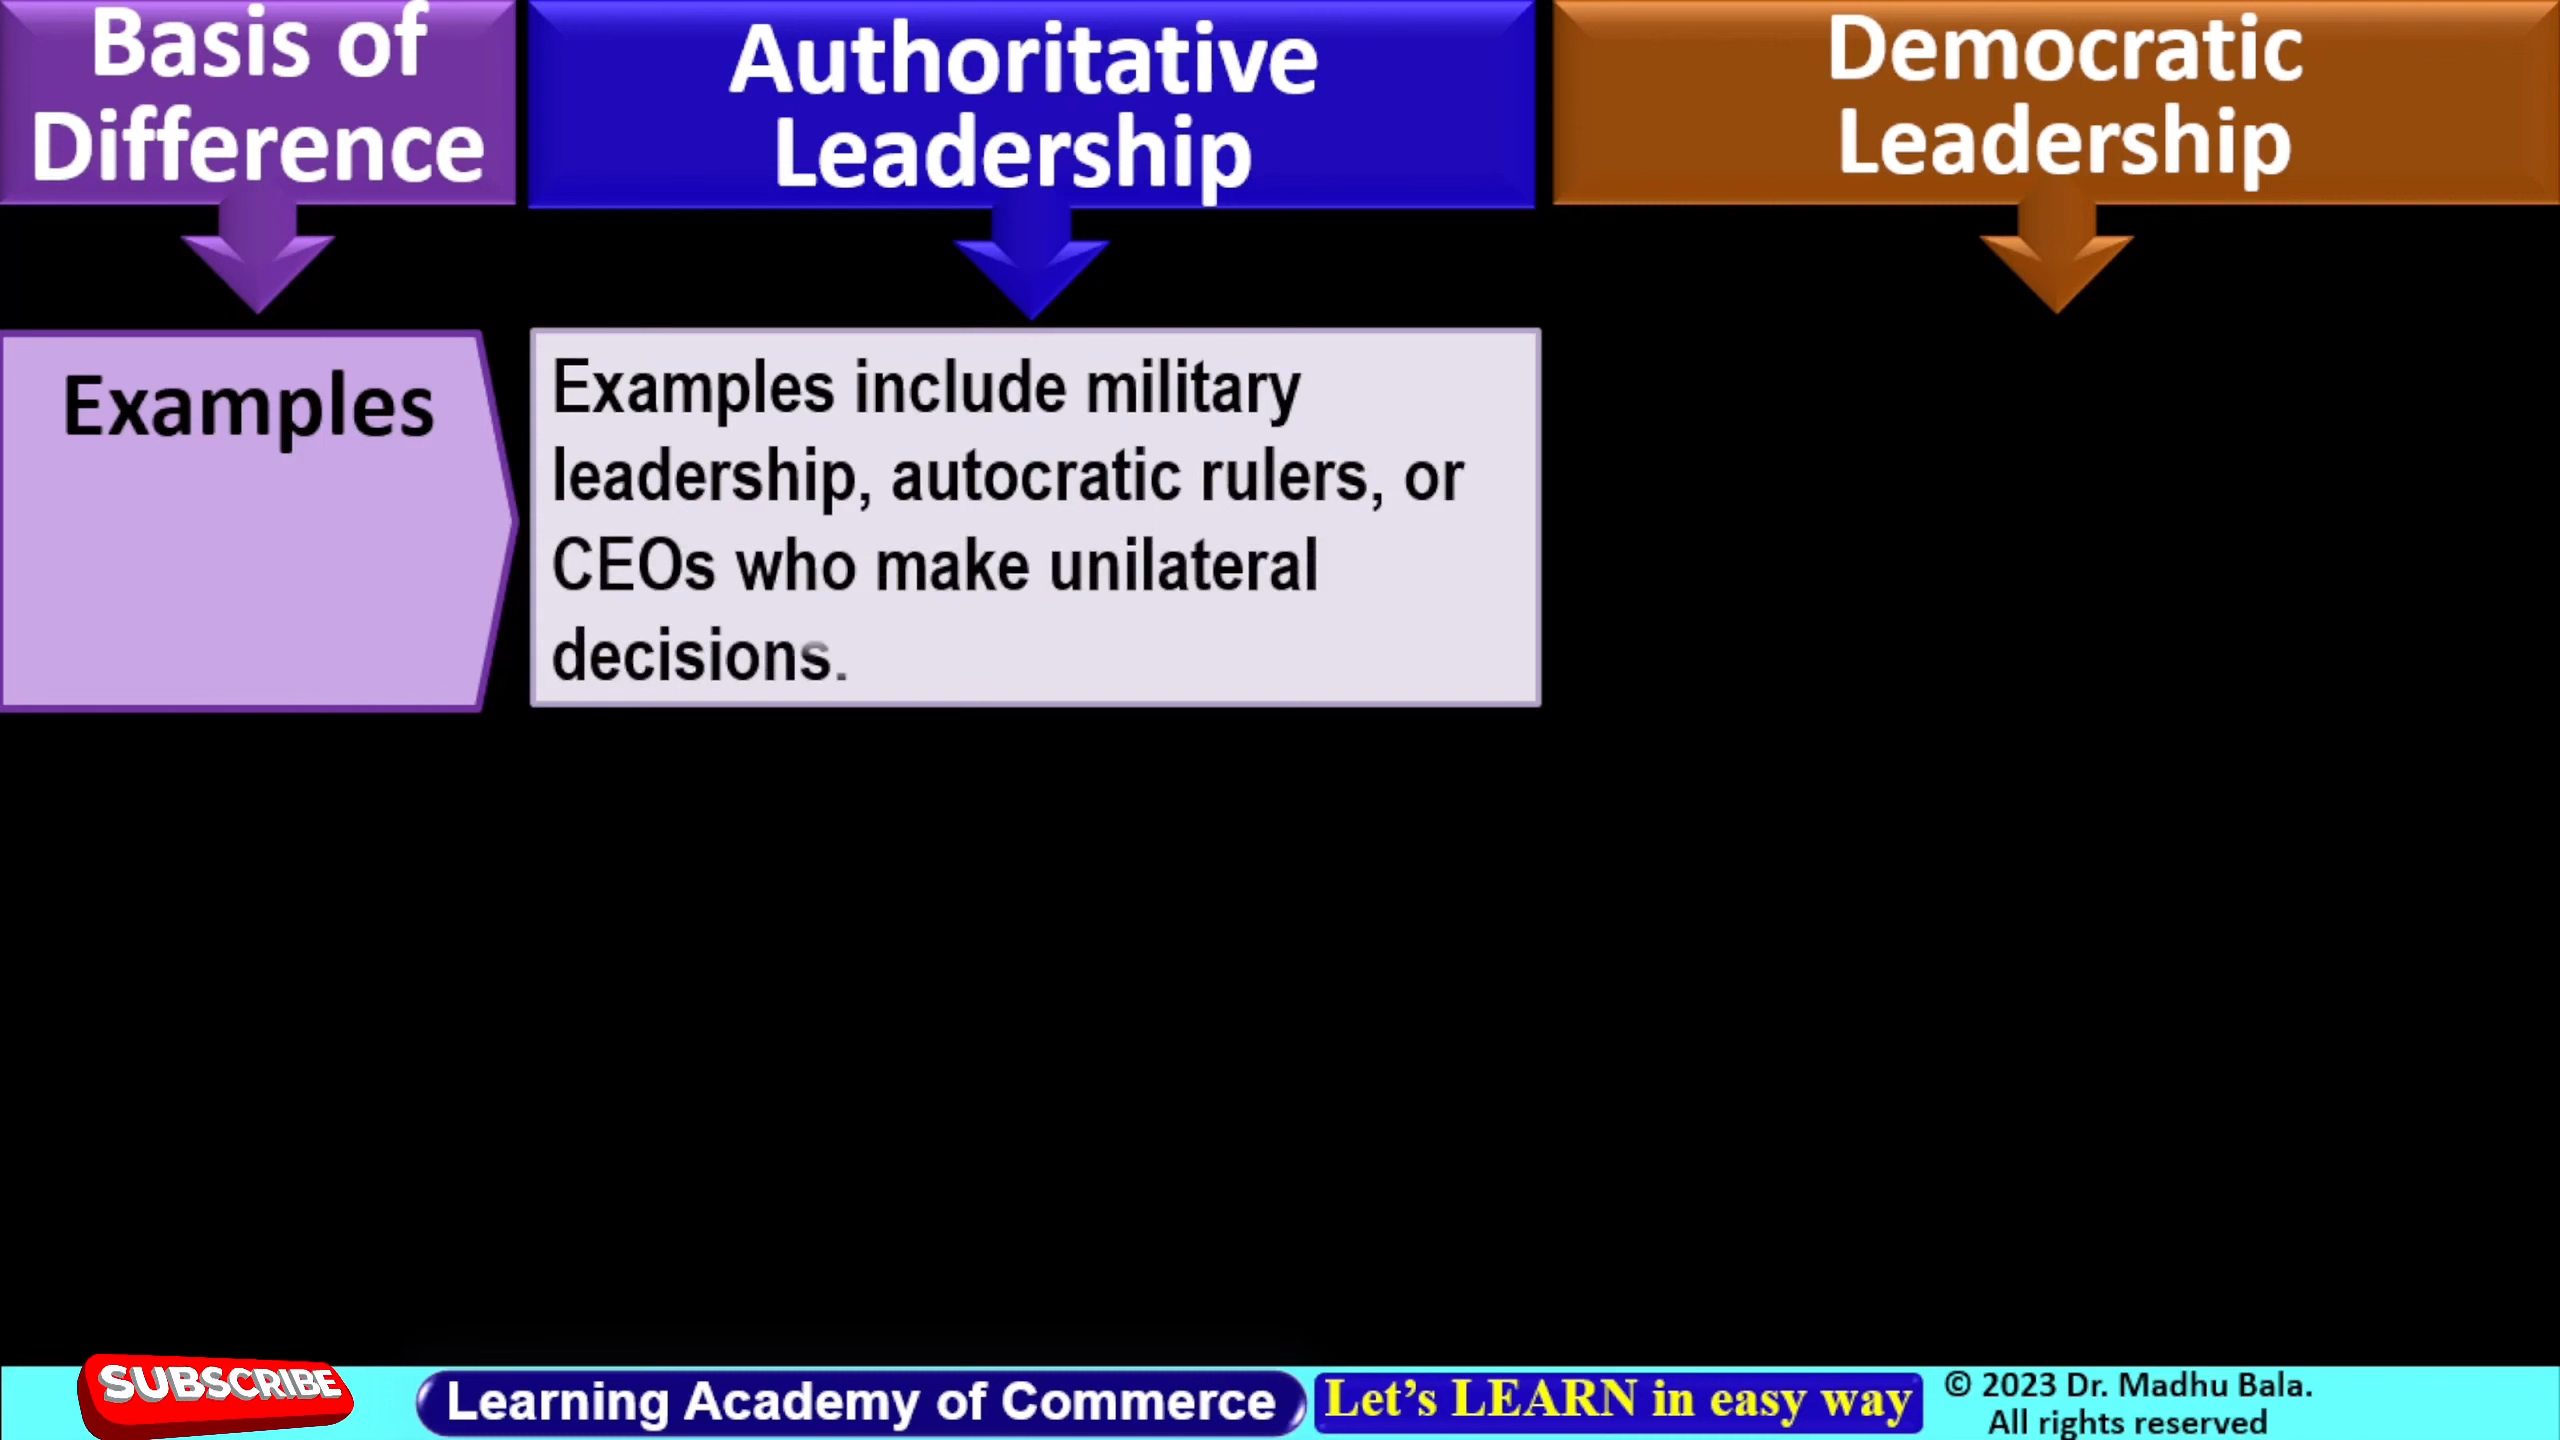 Basis of
Difference
Authoritative
Leadership
Democratic
Leadership
Examples
Examples include military
leadership, autocratic rulers, or
CEOs who make unilateral
decisions.
SUBSCRIBE
Learning Academy of Commerce
Let's LEARN in easy way
© 2023 Dr. Madhu Bala.
All rights reserved